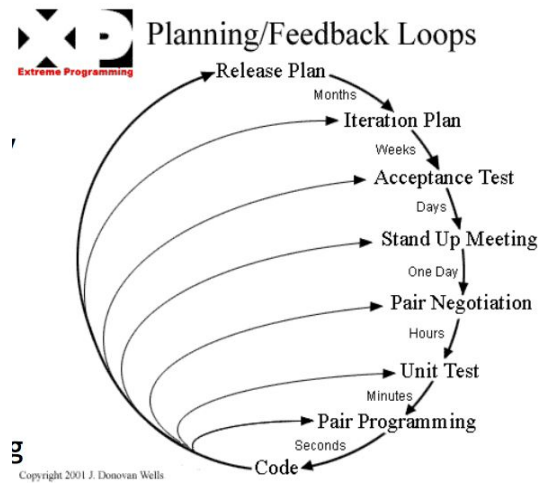 XP
Extreme Programming
Planning/Feedback Loops
Release Plan
Months
Iteration Plan
Weeks
Acceptance Test
Days
Stand Up Meeting
One Day
Pair Negotiation
Hours
Unit Test
Minutes
Pair Programming
Seconds
Code
g
Copyright 2001 J. Donovan Wells